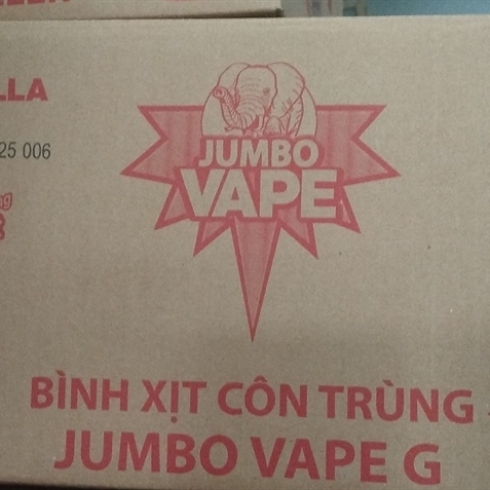 LLA
25 006
JUMBO
VAPE
BÌNH XỊT CÔN TRÙNG
JUMBO VAPE G